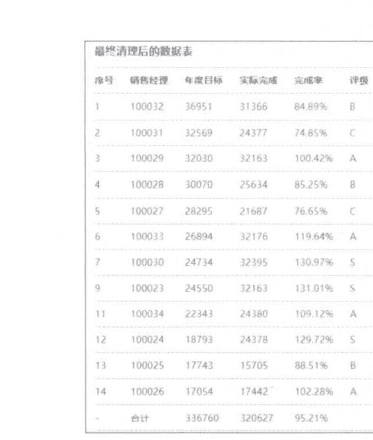 最终清理后的数据表
序号 销售经理 年度目标 实际完成 完成率 评级
1 100032 36951 31366 84.89% B
2 100031 32569 24377 74.85% C
3 100029 32030 32163 100.42% A
4 100028 30070 25634 85.25% B
5 100027 28295 21687 76.65% C
6 100033 26894 32176 119.64% A
7 100030 24734 32395 130.97% S
9 100023 24550 32163 131.01% S
11 100034 22343 24380 109.12% A
12 100024 18793 24378 129.72% S
13 100025 17743 15705 88.51% B
14 100026 17054 17442 102.28% A
- 合计 336760 320627 95.21%